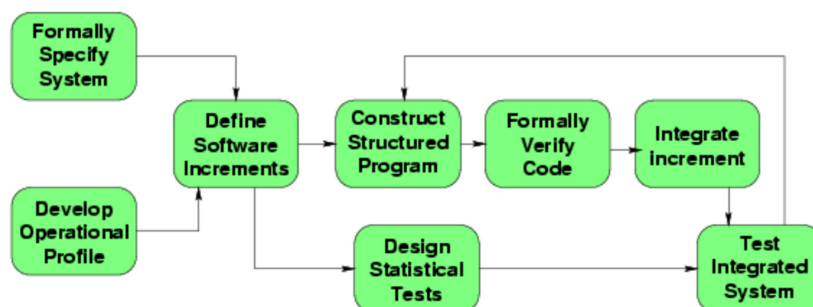 Formally
Specify
System
Define
Software
Increments
Construct
Structured
Program
Formally
Verify
Code
Integrate
increment
Develop
Operational
Profile
Design
Statistical
Tests
Test
Integrated
System